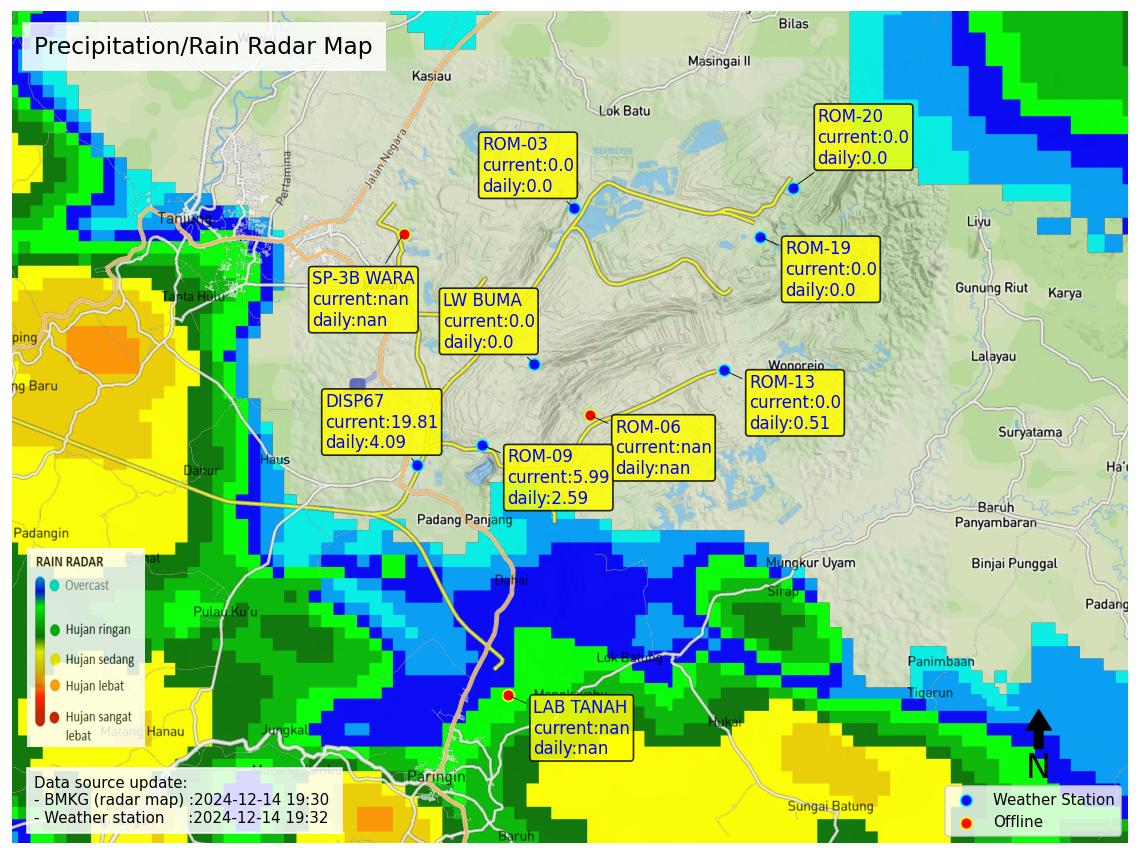 Precipitation/Rain Radar Map
Bilas
Masingai II
Kasiau
Lok Batu
ROM-20
current:0.0
daily:0.0
ROM-03
current:0.0
daily:0.0
Jalan Negara
Pertamina
Tanjung
Liyu
ROM-19
current:0.0
daily:0.0
SP-3B WARA
current:nan
daily:nan
LW BUMA
current:0.0
daily:0.0
Tanta Hulu
Gunung Riut
Karya
ping
Lalayau
Wonorejo
ng Baru
ROM-13
current:0.0
daily:0.51
DISP67
current:19.81
daily:4.09
ROM-06
current:nan
daily:nan
Suryatama
ROM-09
current:5.99
daily:2.59
Haus
Dahur
Ha'u
Baruh
Panyambaran
Padang Panjang
Padangin
Mungkur Uyam
Binjai Punggal
RAIN RADAR
Overcast
Hujan ringan
Hujan sedang
Hujan lebat
Hujan sangat
lebat
Dahai
Sirap
Padang
Pulau Ku'u
Lok Batung
Panimbaan
Tigarun
LAB TANAH
current:nan
daily:nan
Hukai
Jungkal
Matang Hanau
N
Paringin
Data source update:
- BMKG (radar map) :2024-12-14 19:30
- Weather station :2024-12-14 19:32
Sungai Batung
Baruh
Weather Station
Offline